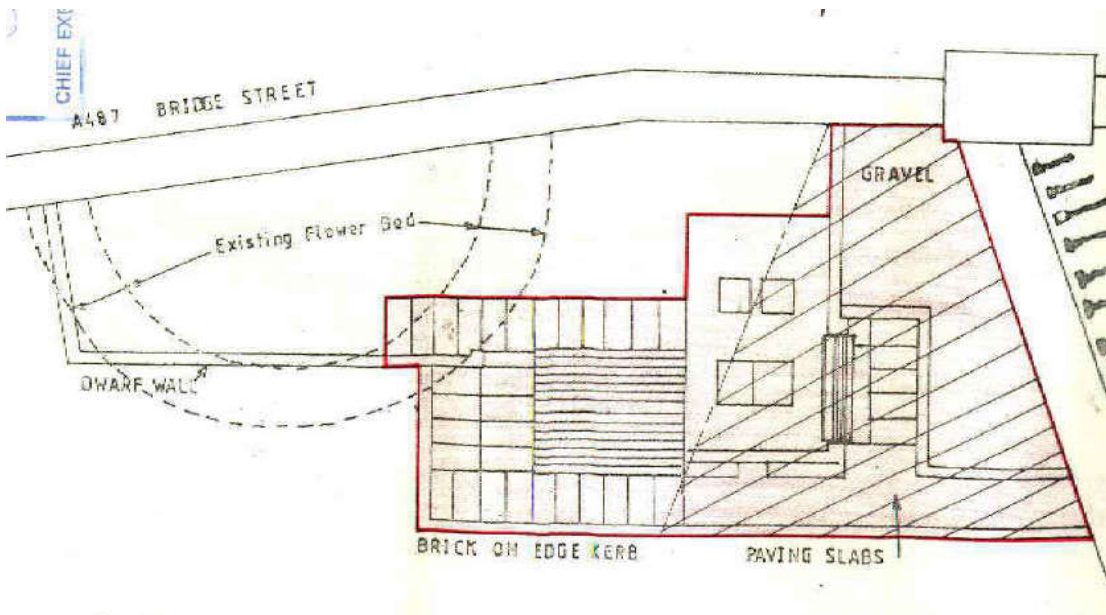 CHIEF EX
A487 BRIDGE STREET
GRAVEL
Existing Flower Bed
DWARF WALL
BRICK ON EDGE KERB
PAVING SLABS